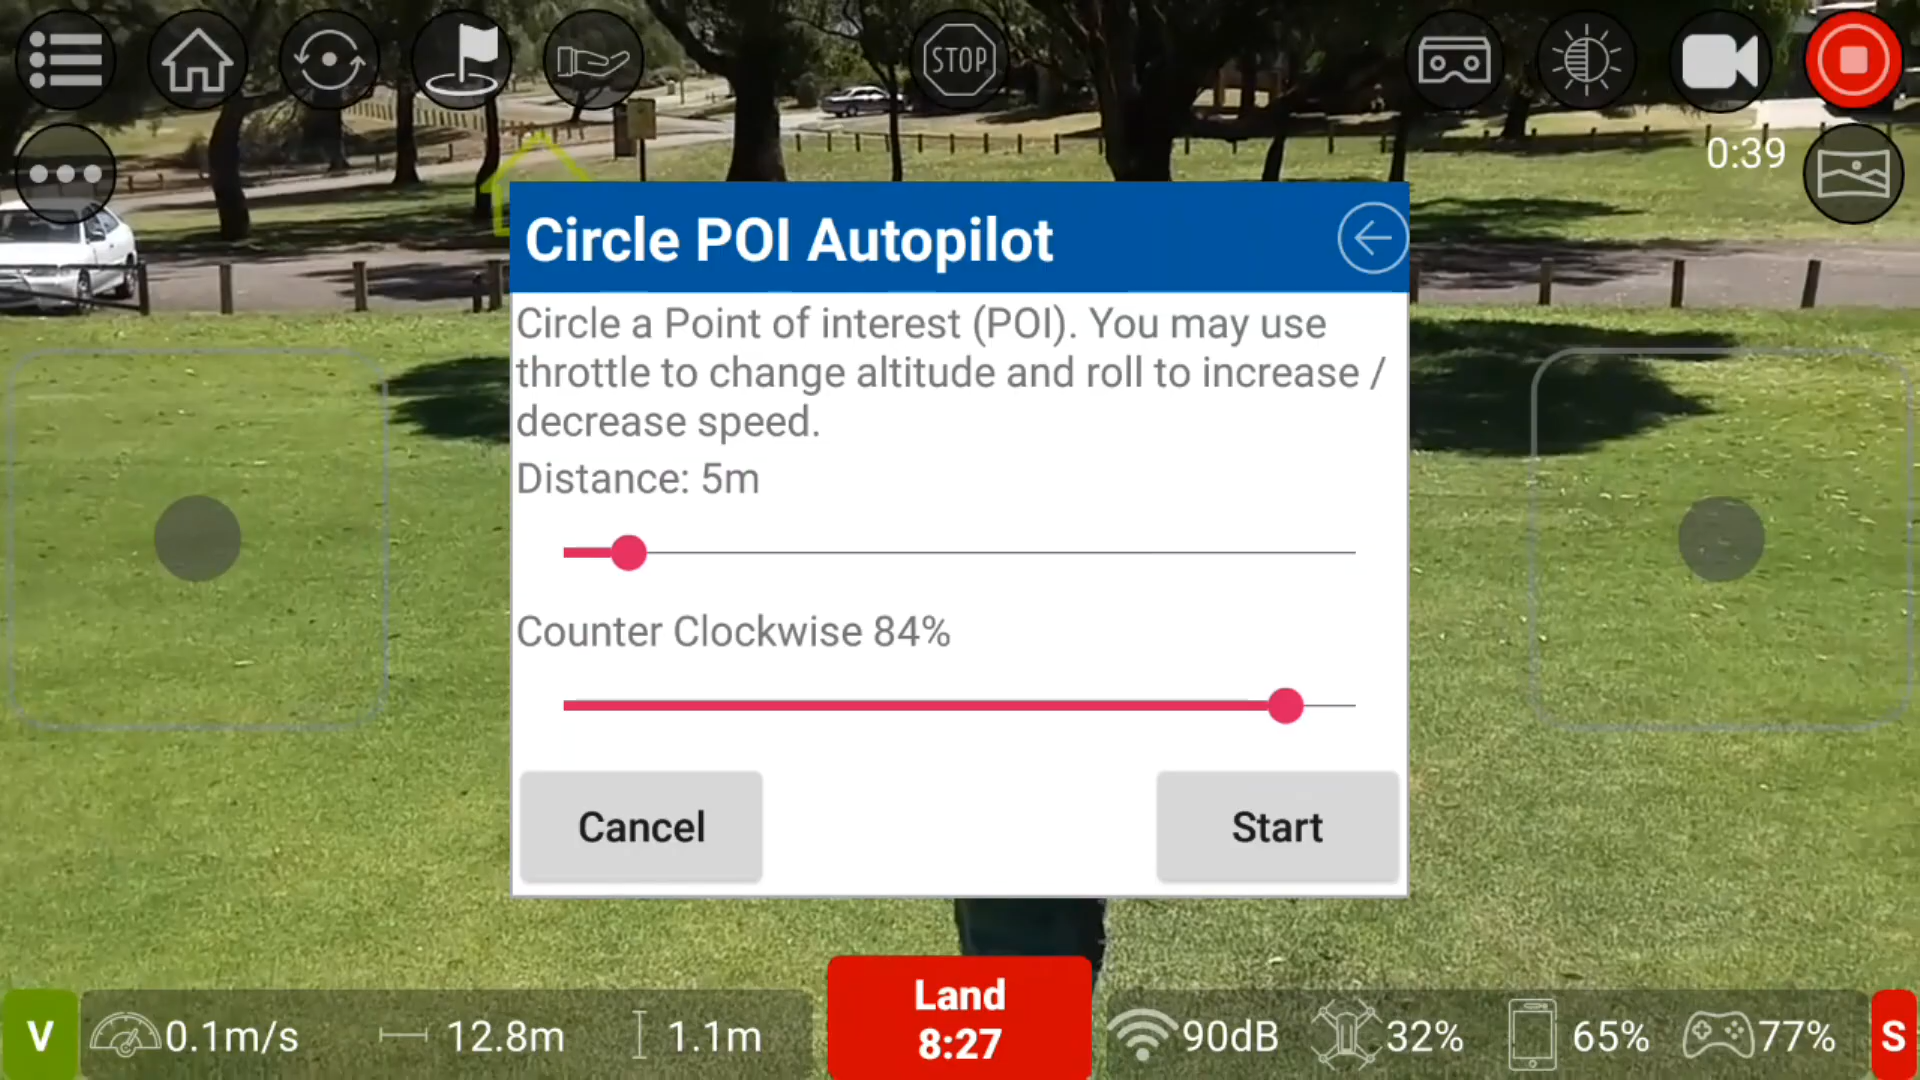 STOP
0:39
Circle POI Autopilot
Circle a Point of interest (POI). You may use
throttle to change altitude and roll to increase /
decrease speed.
Distance: 5m
Counter Clockwise 84%
Cancel
Start
Land
8:27
V
0.1m/s
12.8m
1.1m
90dB
32%
65%
77%
S